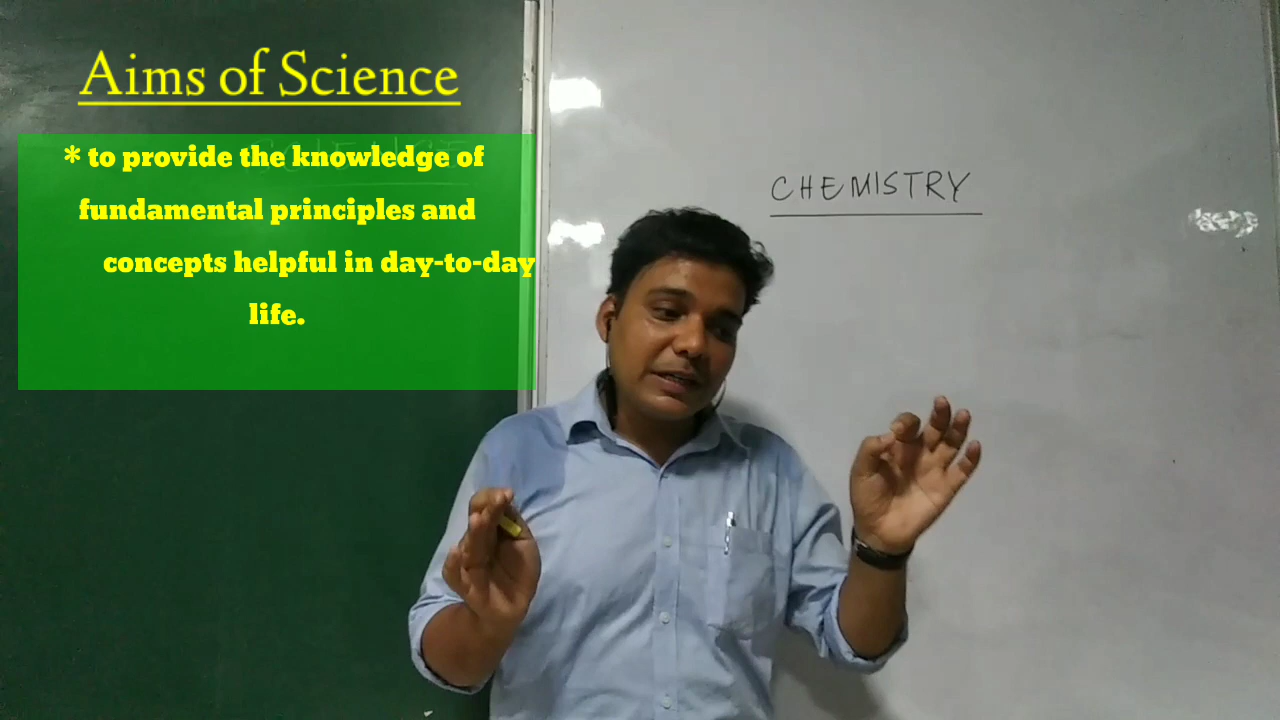 Aims of Science
* to provide the knowledge of
fundamental principles and
concepts helpful in day-to-day
life.
SCIENCE
CHEMISTRY